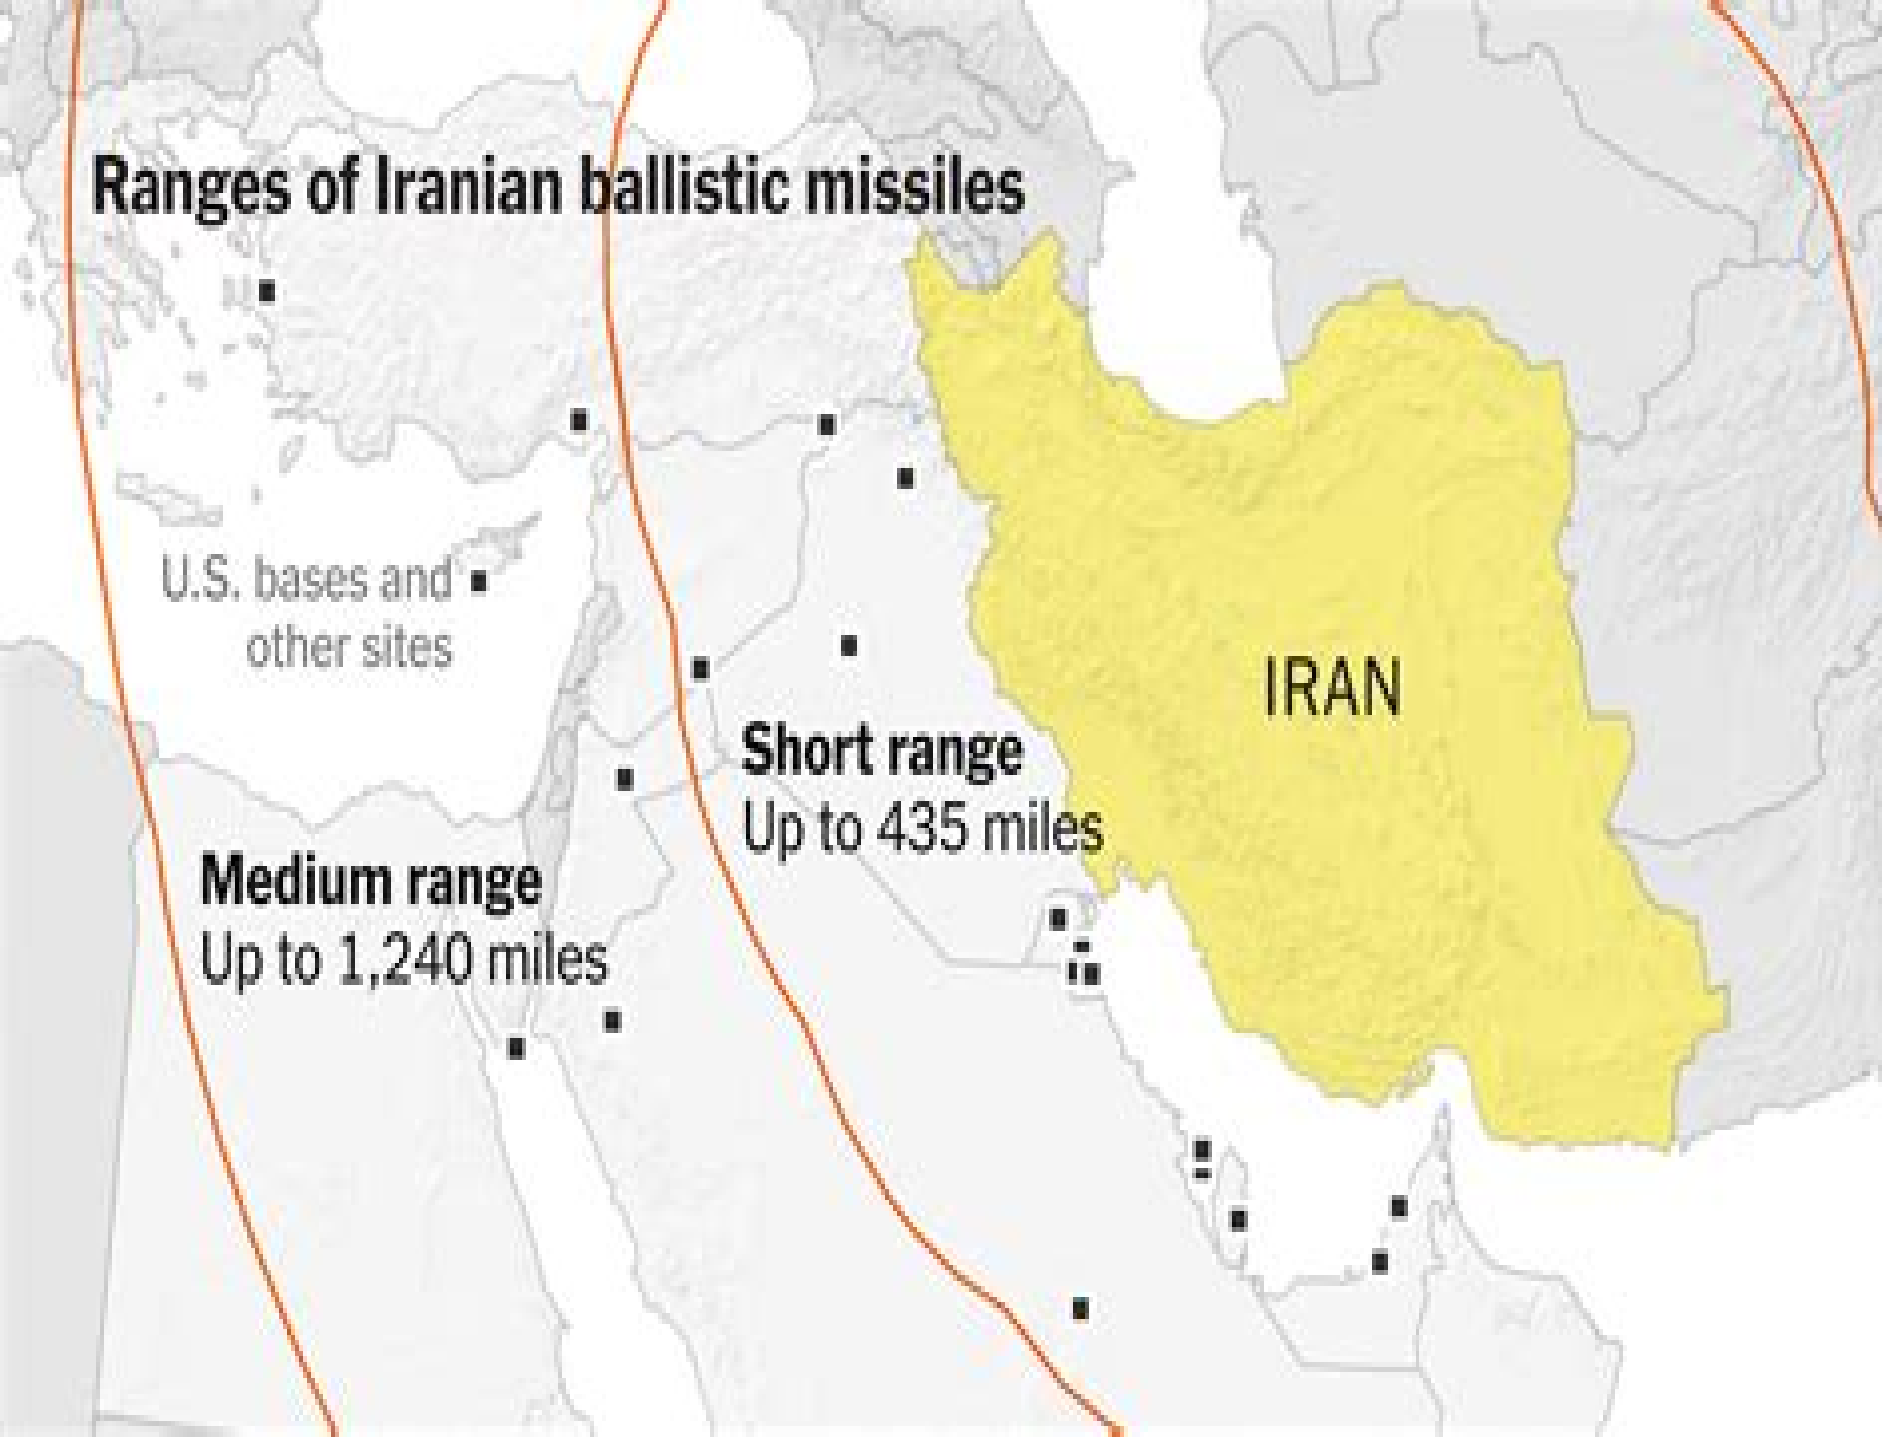 Ranges of Iranian ballistic missiles
U.S. bases and
other sites
IRAN
Short range
Up to 435 miles
Medium range
Up to 1,240 miles